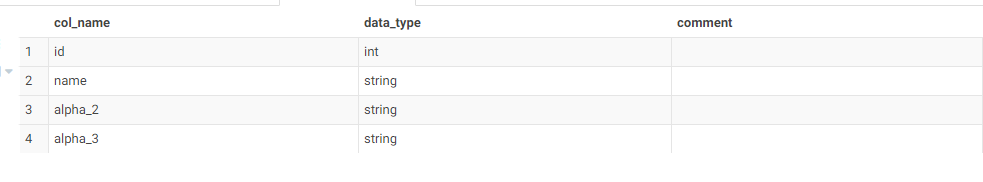 col_name data_type comment
1 id int
2 name string
3 alpha_2 string
4 alpha_3 string